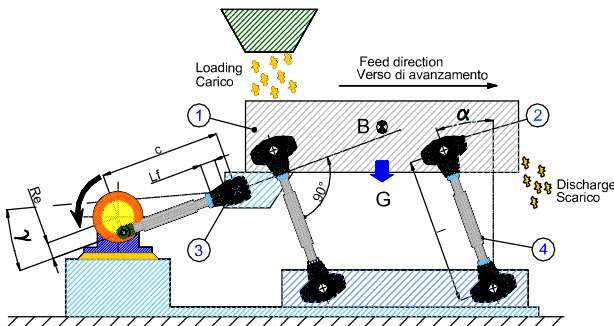 Loading
Carico
Feed direction
Verso di avanzamento
1
B
α
2
c
Lf
Re
90°
G
Discharge
Scarico
γ
3
l
4